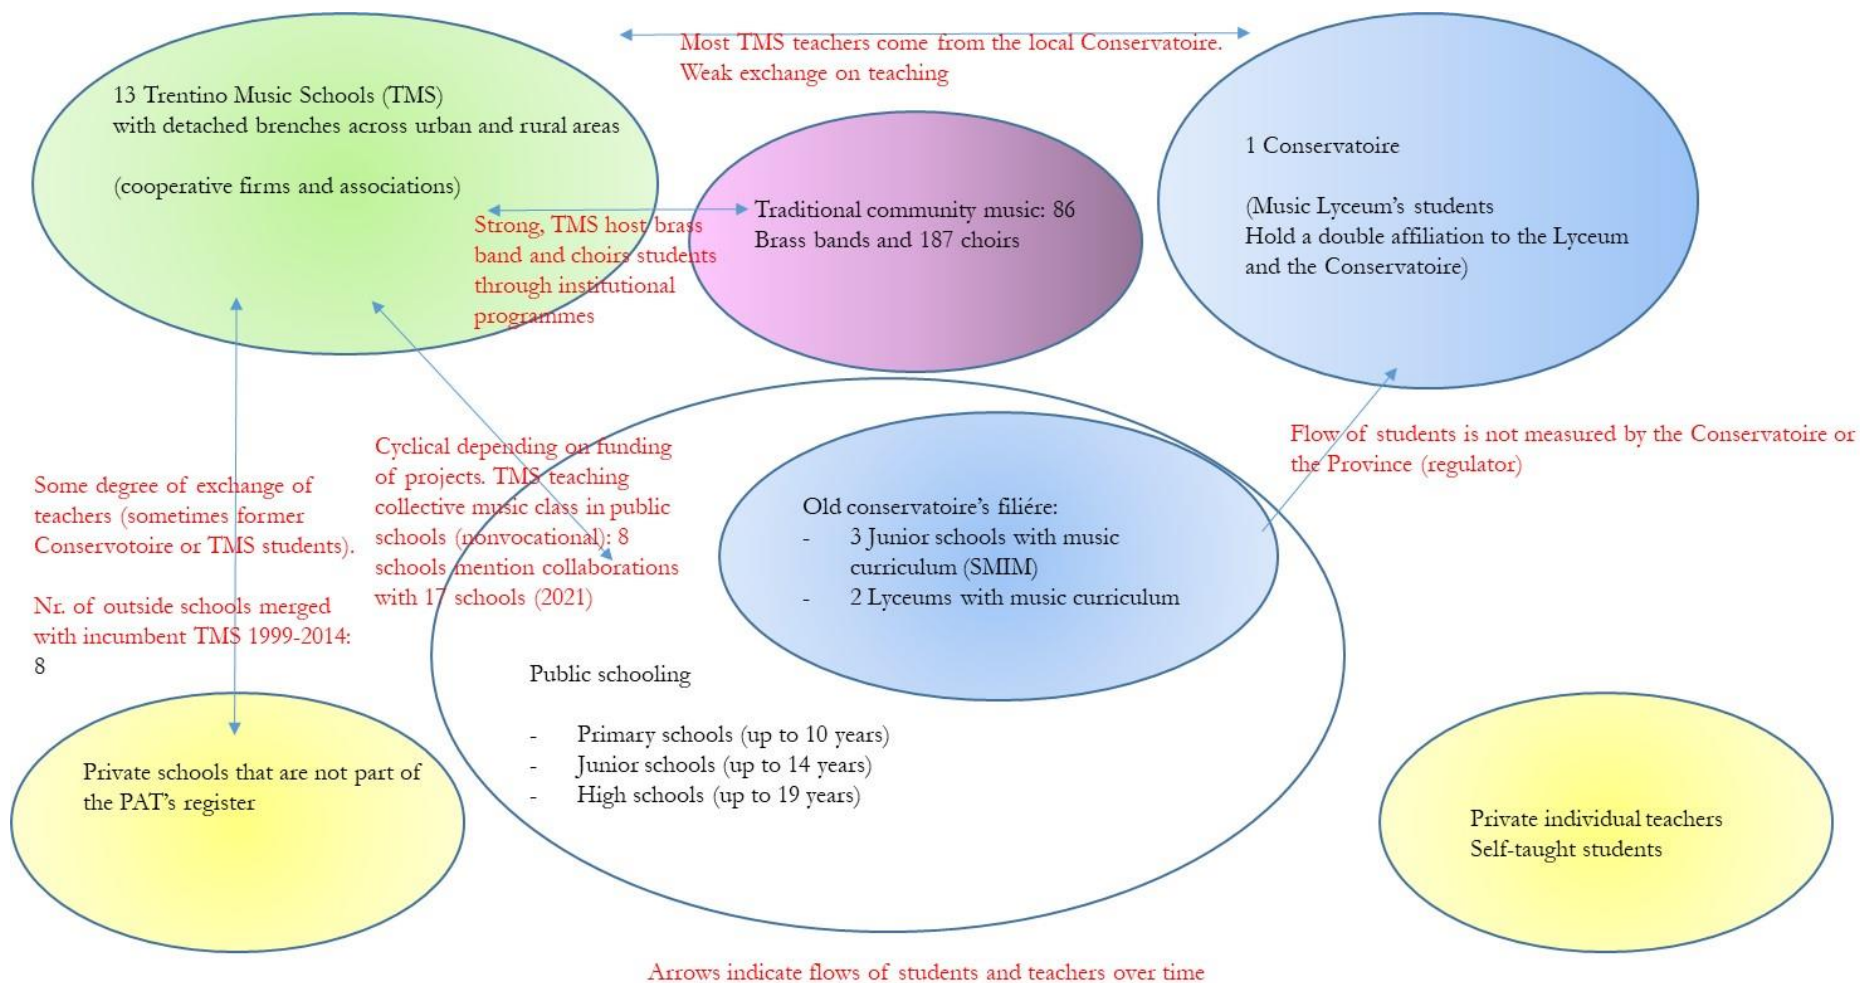 Most TMS teachers come from the local Conservatoire.
Weak exchange on teaching
13 Trentino Music Schools (TMS)
with detached brenches across urban and rural areas
(cooperative firms and associations)
1 Conservatoire
(Music Lyceum's students
Hold a double affiliation to the Lyceum
and the Conservatoire)
Traditional community music: 86
Brass bands and 187 choirs
Strong, TMS host brass
band and choirs students
through institutional
programmes
Flow of students is not measured by the Conservatoire or
the Province (regulator)
Cyclical depending on funding
of projects. TMS teaching
collective music class in public
schools (nonvocational): 8
schools mention collaborations
with 17 schools (2021)
Some degree of exchange of
teachers (sometimes former
Conservotoire or TMS students).
Nr. of outside schools merged
with incumbent TMS 1999-2014:
8
Old conservatoire's filiére:
- 3 Junior schools with music
curriculum (SMIM)
- 2 Lyceums with music curriculum
Public schooling
- Primary schools (up to 10 years)
- Junior schools (up to 14 years)
- High schools (up to 19 years)
Private schools that are not part of
the PAT's register
Private individual teachers
Self-taught students
Arrows indicate flows of students and teachers over time